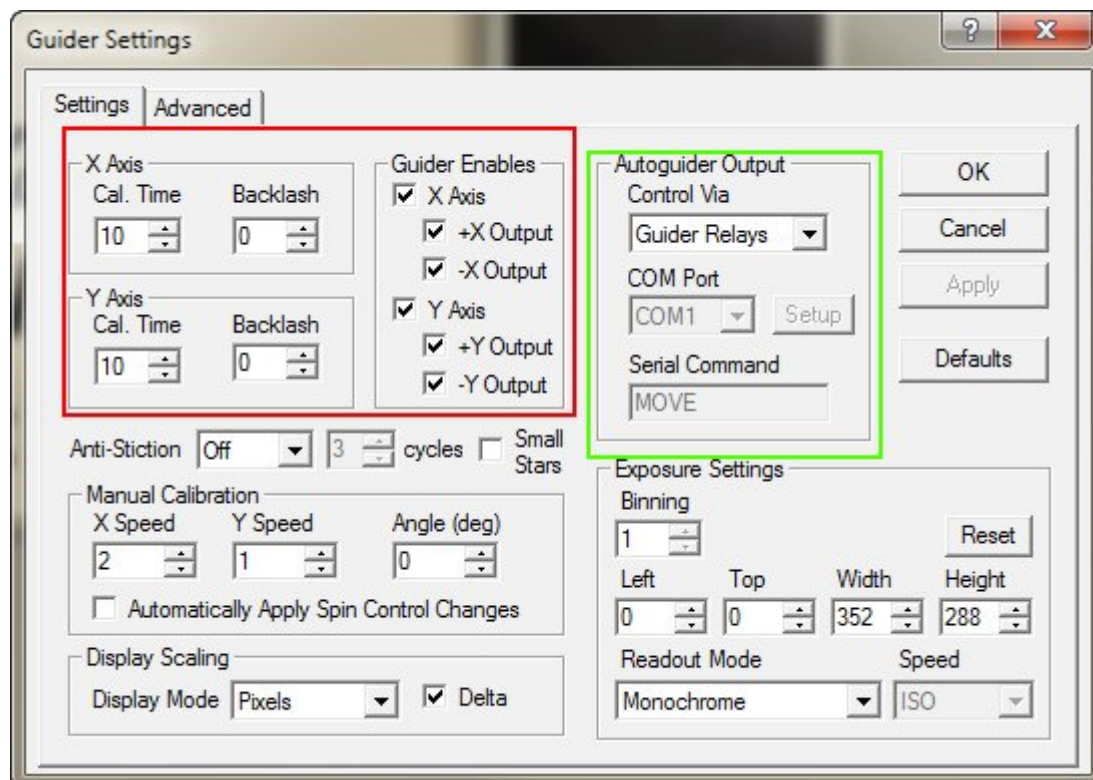 Guider Settings
Settings Advanced
X Axis
Cal. Time Backlash
10 0
Y Axis
Cal. Time Backlash
10 0
Guider Enables
X Axis
+X Output
-X Output
Y Axis
+Y Output
-Y Output
Autoguider Output
Control Via
Guider Relays
COM Port
COM1 Setup
Serial Command
MOVE
OK
Cancel
Apply
Defaults
Anti-Stiction Off 3 cycles Small
Stars
Manual Calibration
X Speed Y Speed Angle (deg)
2 1 0
Automatically Apply Spin Control Changes
Display Scaling
Display Mode Pixels Delta
Exposure Settings
Binning
1 Reset
Left Top Width Height
0 0 352 288
Readout Mode Speed
Monochrome ISO